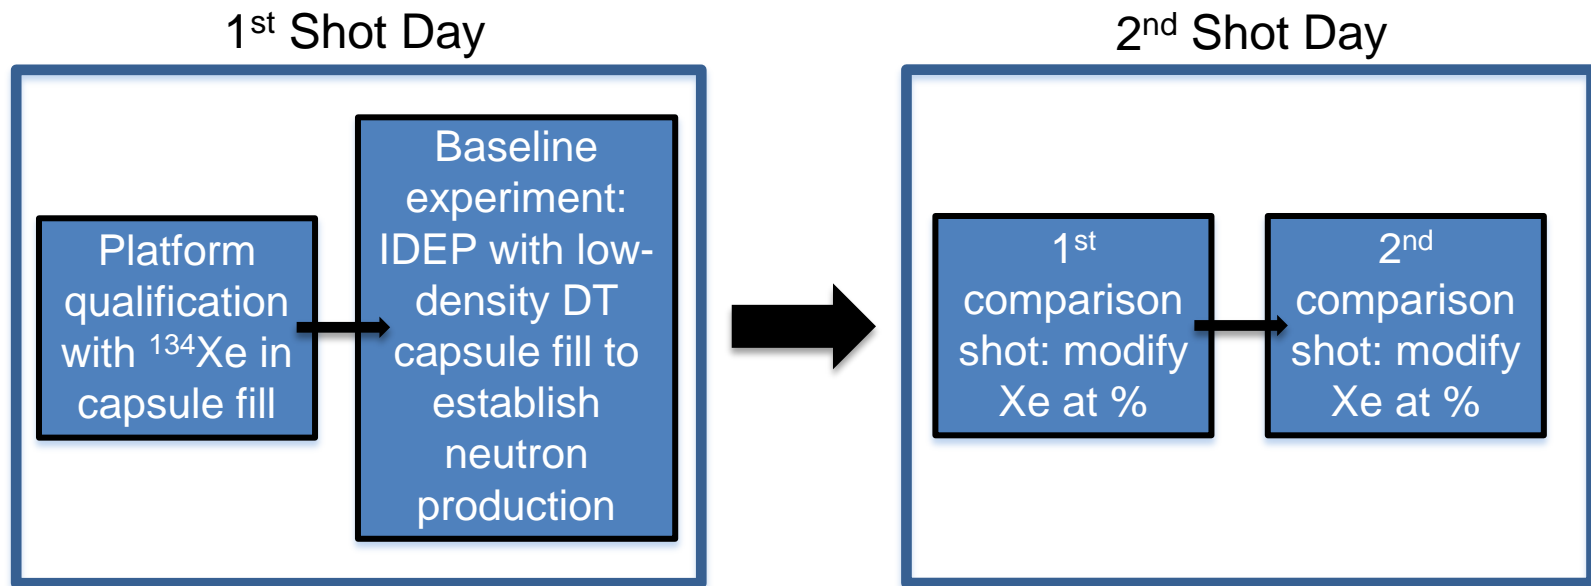 1st Shot Day
Platform
qualification
with 134Xe in
capsule fill
Baseline
experiment:
IDEP with low-
density DT
capsule fill to
establish
neutron
production
2nd Shot Day
1st
comparison
shot: modify
Xe at %
2nd
comparison
shot: modify
Xe at %